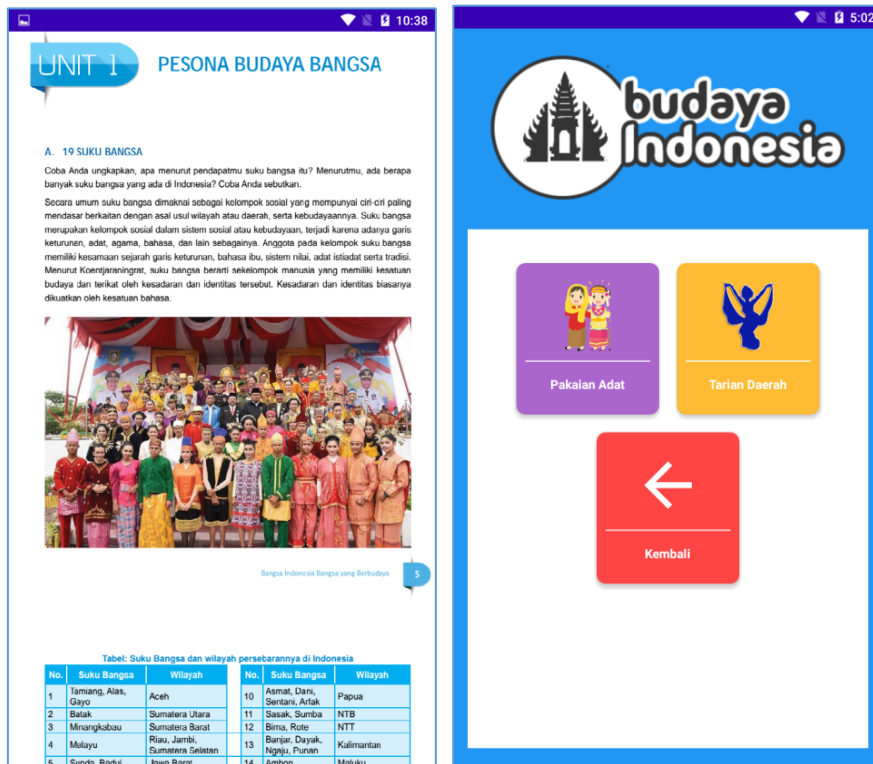 10:38
UNIT 1
PESONA BUDAYA BANGSA
A. 19 SUKU BANGSA
Coba Anda ungkapkan, apa menurut pendapatmu suku bangsa itu? Menurutmu, ada berapa
banyak suku bangsa yang ada di Indonesia? Coba Anda sebutkan.
Secara umum suku bangsa dimaknai sebagai kelompok sosial yang mempunyai ciri-ciri paling
mendasar berkaitan dengan asal usul wilayah atau daerah, serta kebudayaannya. Suku bangsa
merupakan kelompok sosial dalam sistem sosial atau kebudayaan, terjadi karena adanya garis
keturunan, adat, agama, bahasa, dan lain sebagainya. Anggota pada kelompok suku bangsa
memiliki kesamaan sejarah garis keturunan, bahasa ibu, sistem nilai, adat istiadat serta tradisi.
Menurut Koentjaraningrat, suku bangsa berarti sekelompok manusia yang memiliki kesatuan
budaya dan terikat oleh kesadaran dan identitas tersebut. Kesadaran dan identitas biasanya
dikuatkan oleh kesatuan bahasa.
Bangsa Indonesia Bangsa yang Berbudaya 5
Tabel: Suku Bangsa dan wilayah persebarannya di Indonesia
No. Suku Bangsa Wilayah No. Suku Bangsa Wilayah
1 Tamiang, Alas, Gayo Aceh 10 Asmat, Dani, Sentani, Arfak Papua
2 Batak Sumatera Utara 11 Sasak, Sumba NTB
3 Minangkabau Sumatera Barat 12 Bima, Rote NTT
4 Melayu Riau, Jambi, Sumatera Selatan 13 Banjar, Dayak, Ngaju, Punan Kalimantan
5 Sunda, Badui Jawa Barat 14 Ambon Maluku
5:02
budaya
Indonesia
Pakaian Adat
Tarian Daerah
Kembali